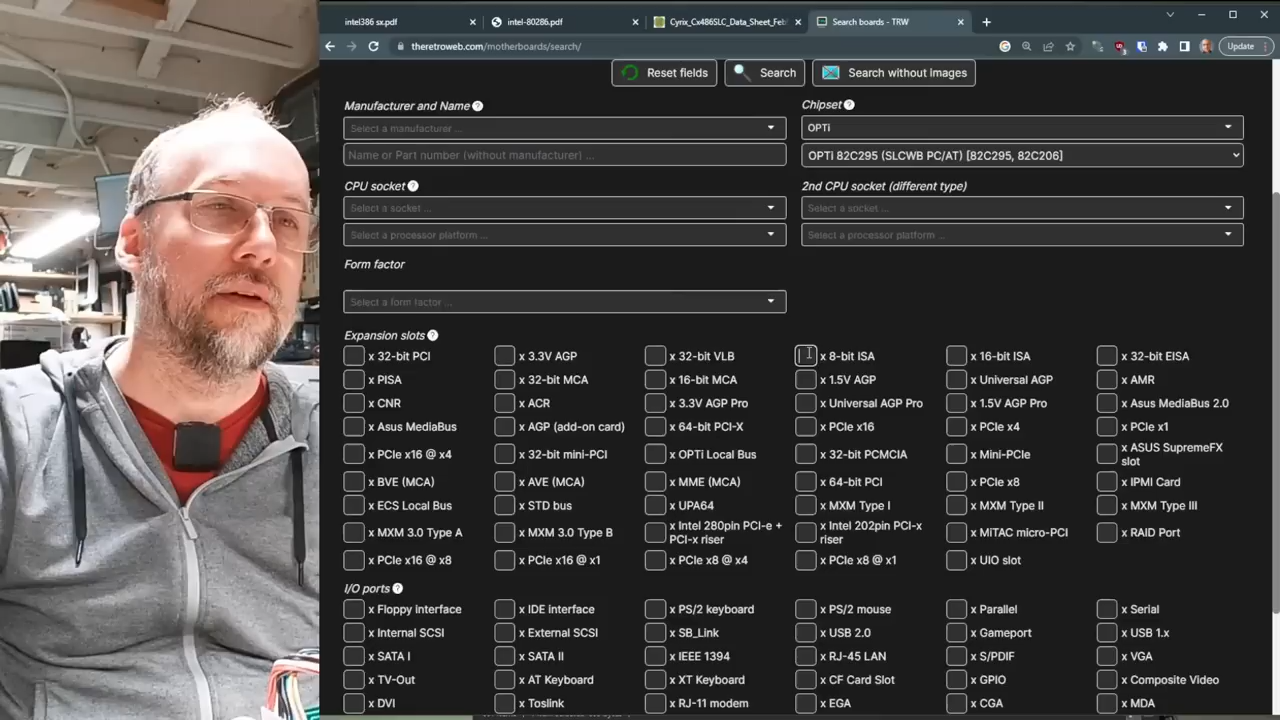 intel386 sx.pdf
intel-80286.pdf
Cyrix_Cx486SLC_Data_Sheet_Feb
Search boards - TRW
theretroweb.com/motherboards/search/
Update
Reset fields
Search
Search without images
Manufacturer and Name
Chipset
Select a manufacturer ...
OPTi
Name or Part number (without manufacturer) ...
OPTi 82C295 (SLCWB PC/AT) [82C295, 82C206]
CPU socket
2nd CPU socket (different type)
Select a socket ...
Select a socket ...
Select a processor platform ...
Select a processor platform ...
Form factor
Select a form factor ...
Expansion slots
x 32-bit PCI
x 3.3V AGP
x 32-bit VLB
x 8-bit ISA
x 16-bit ISA
x 32-bit EISA
x PISA
x 32-bit MCA
x 16-bit MCA
x 1.5V AGP
x Universal AGP
x AMR
x CNR
x ACR
x 3.3V AGP Pro
x Universal AGP Pro
x 1.5V AGP Pro
x Asus MediaBus 2.0
x Asus MediaBus
x AGP (add-on card)
x 64-bit PCI-X
x PCIe x16
x PCIe x4
x PCIe x1
x PCIe x16 @ x4
x 32-bit mini-PCI
x OPTi Local Bus
x 32-bit PCMCIA
x Mini-PCIe
x ASUS SupremeFX
slot
x BVE (MCA)
x AVE (MCA)
x MME (MCA)
x 64-bit PCI
x PCIe x8
x IPMI Card
x ECS Local Bus
x STD bus
x UPA64
x MXM Type I
x MXM Type II
x MXM Type III
x MXM 3.0 Type A
x MXM 3.0 Type B
x Intel 280pin PCI-e +
PCI-x riser
x Intel 202pin PCI-x
riser
x MiTAC micro-PCI
x RAID Port
x PCIe x16 @ x8
x PCIe x16 @ x1
x PCIe x8 @ x4
x PCIe x8 @ x1
x UIO slot
I/O ports
x Floppy interface
x IDE interface
x PS/2 keyboard
x PS/2 mouse
x Parallel
x Serial
x Internal SCSI
x External SCSI
x SB_Link
x USB 2.0
x Gameport
x USB 1.x
x SATA I
x SATA II
x IEEE 1394
x RJ-45 LAN
x S/PDIF
x VGA
x TV-Out
x AT Keyboard
x XT Keyboard
x CF Card Slot
x GPIO
x Composite Video
x DVI
x Toslink
x RJ-11 modem
x EGA
x CGA
x MDA